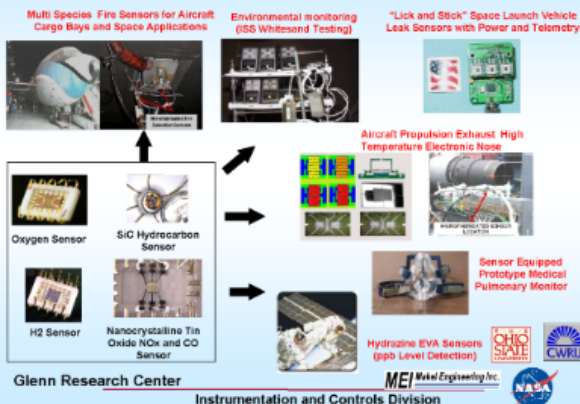 Multi Species Fire Sensors for Aircraft
Cargo Bays and Space Applications
Environmental monitoring
(ISS Whitesand Testing)
"Lick and Stick" Space Launch Vehicle
Leak Sensors with Power and Telemetry
Aircraft Propulsion Exhaust High
Temperature Electronic Nose
MICROFABRICATED SENSOR
LOCATION
Oxygen Sensor
SiC Hydrocarbon
Sensor
H2 Sensor
Nanocrystalline Tin
Oxide NOx and CO
Sensor
Sensor Equipped
Prototype Medical
Pulmonary Monitor
Hydrazine EVA Sensors
(ppb Level Detection)
OHIO
STATE
UNIVERSITY
CWRU
Glenn Research Center
MEI Makel Engineering Inc.
NASA
Instrumentation and Controls Division